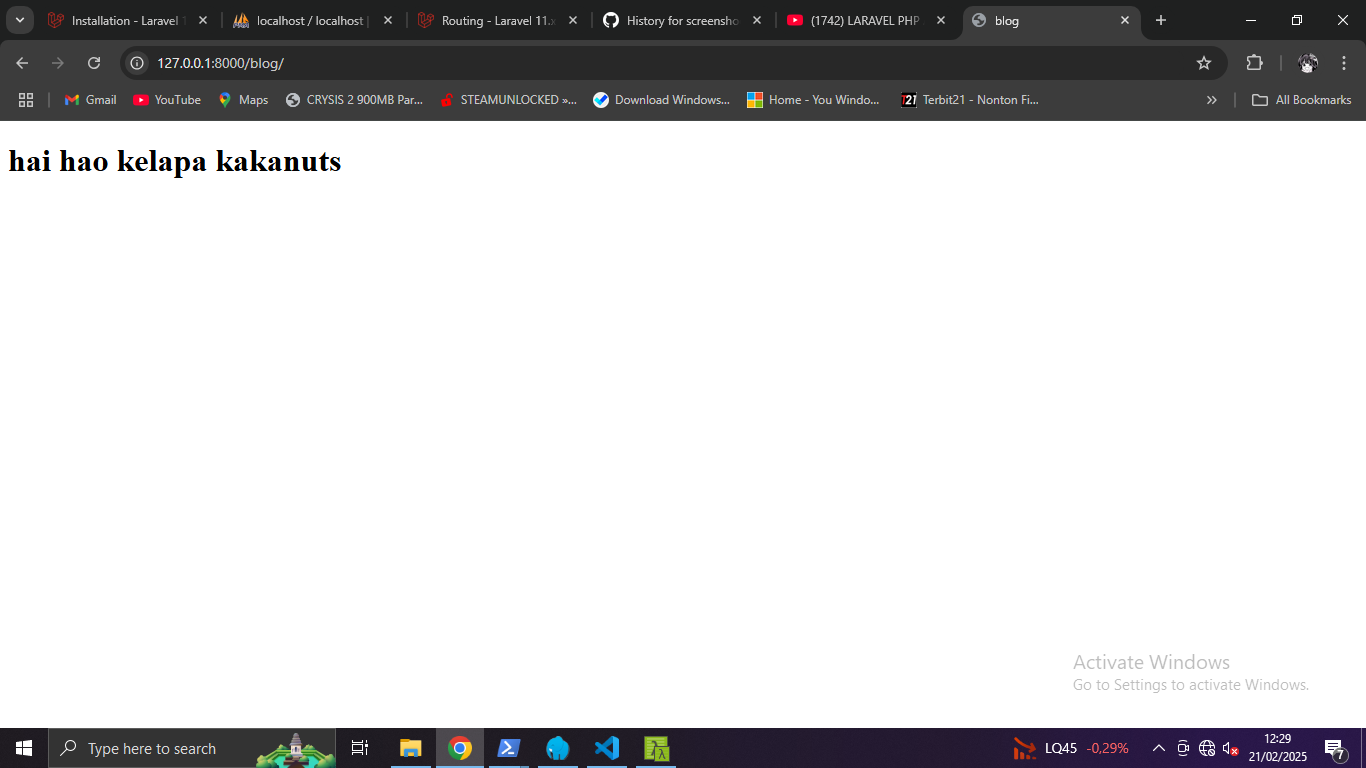 Installation - Laravel 1
localhost / localhost |
Routing - Laravel 11.x
History for screensho
(1742) LARAVEL PHP
blog
127.0.0.1:8000/blog/
Gmail
YouTube
Maps
CRYSIS 2 900MB Par...
STEAMUNLOCKED »...
Download Windows...
Home - You Windo...
T21
Terbit21 - Nonton Fi...
»
All Bookmarks
hai hao kelapa kakanuts
Activate Windows
Go to Settings to activate Windows.
Type here to search
LQ45 -0,29%
12:29
21/02/2025
7